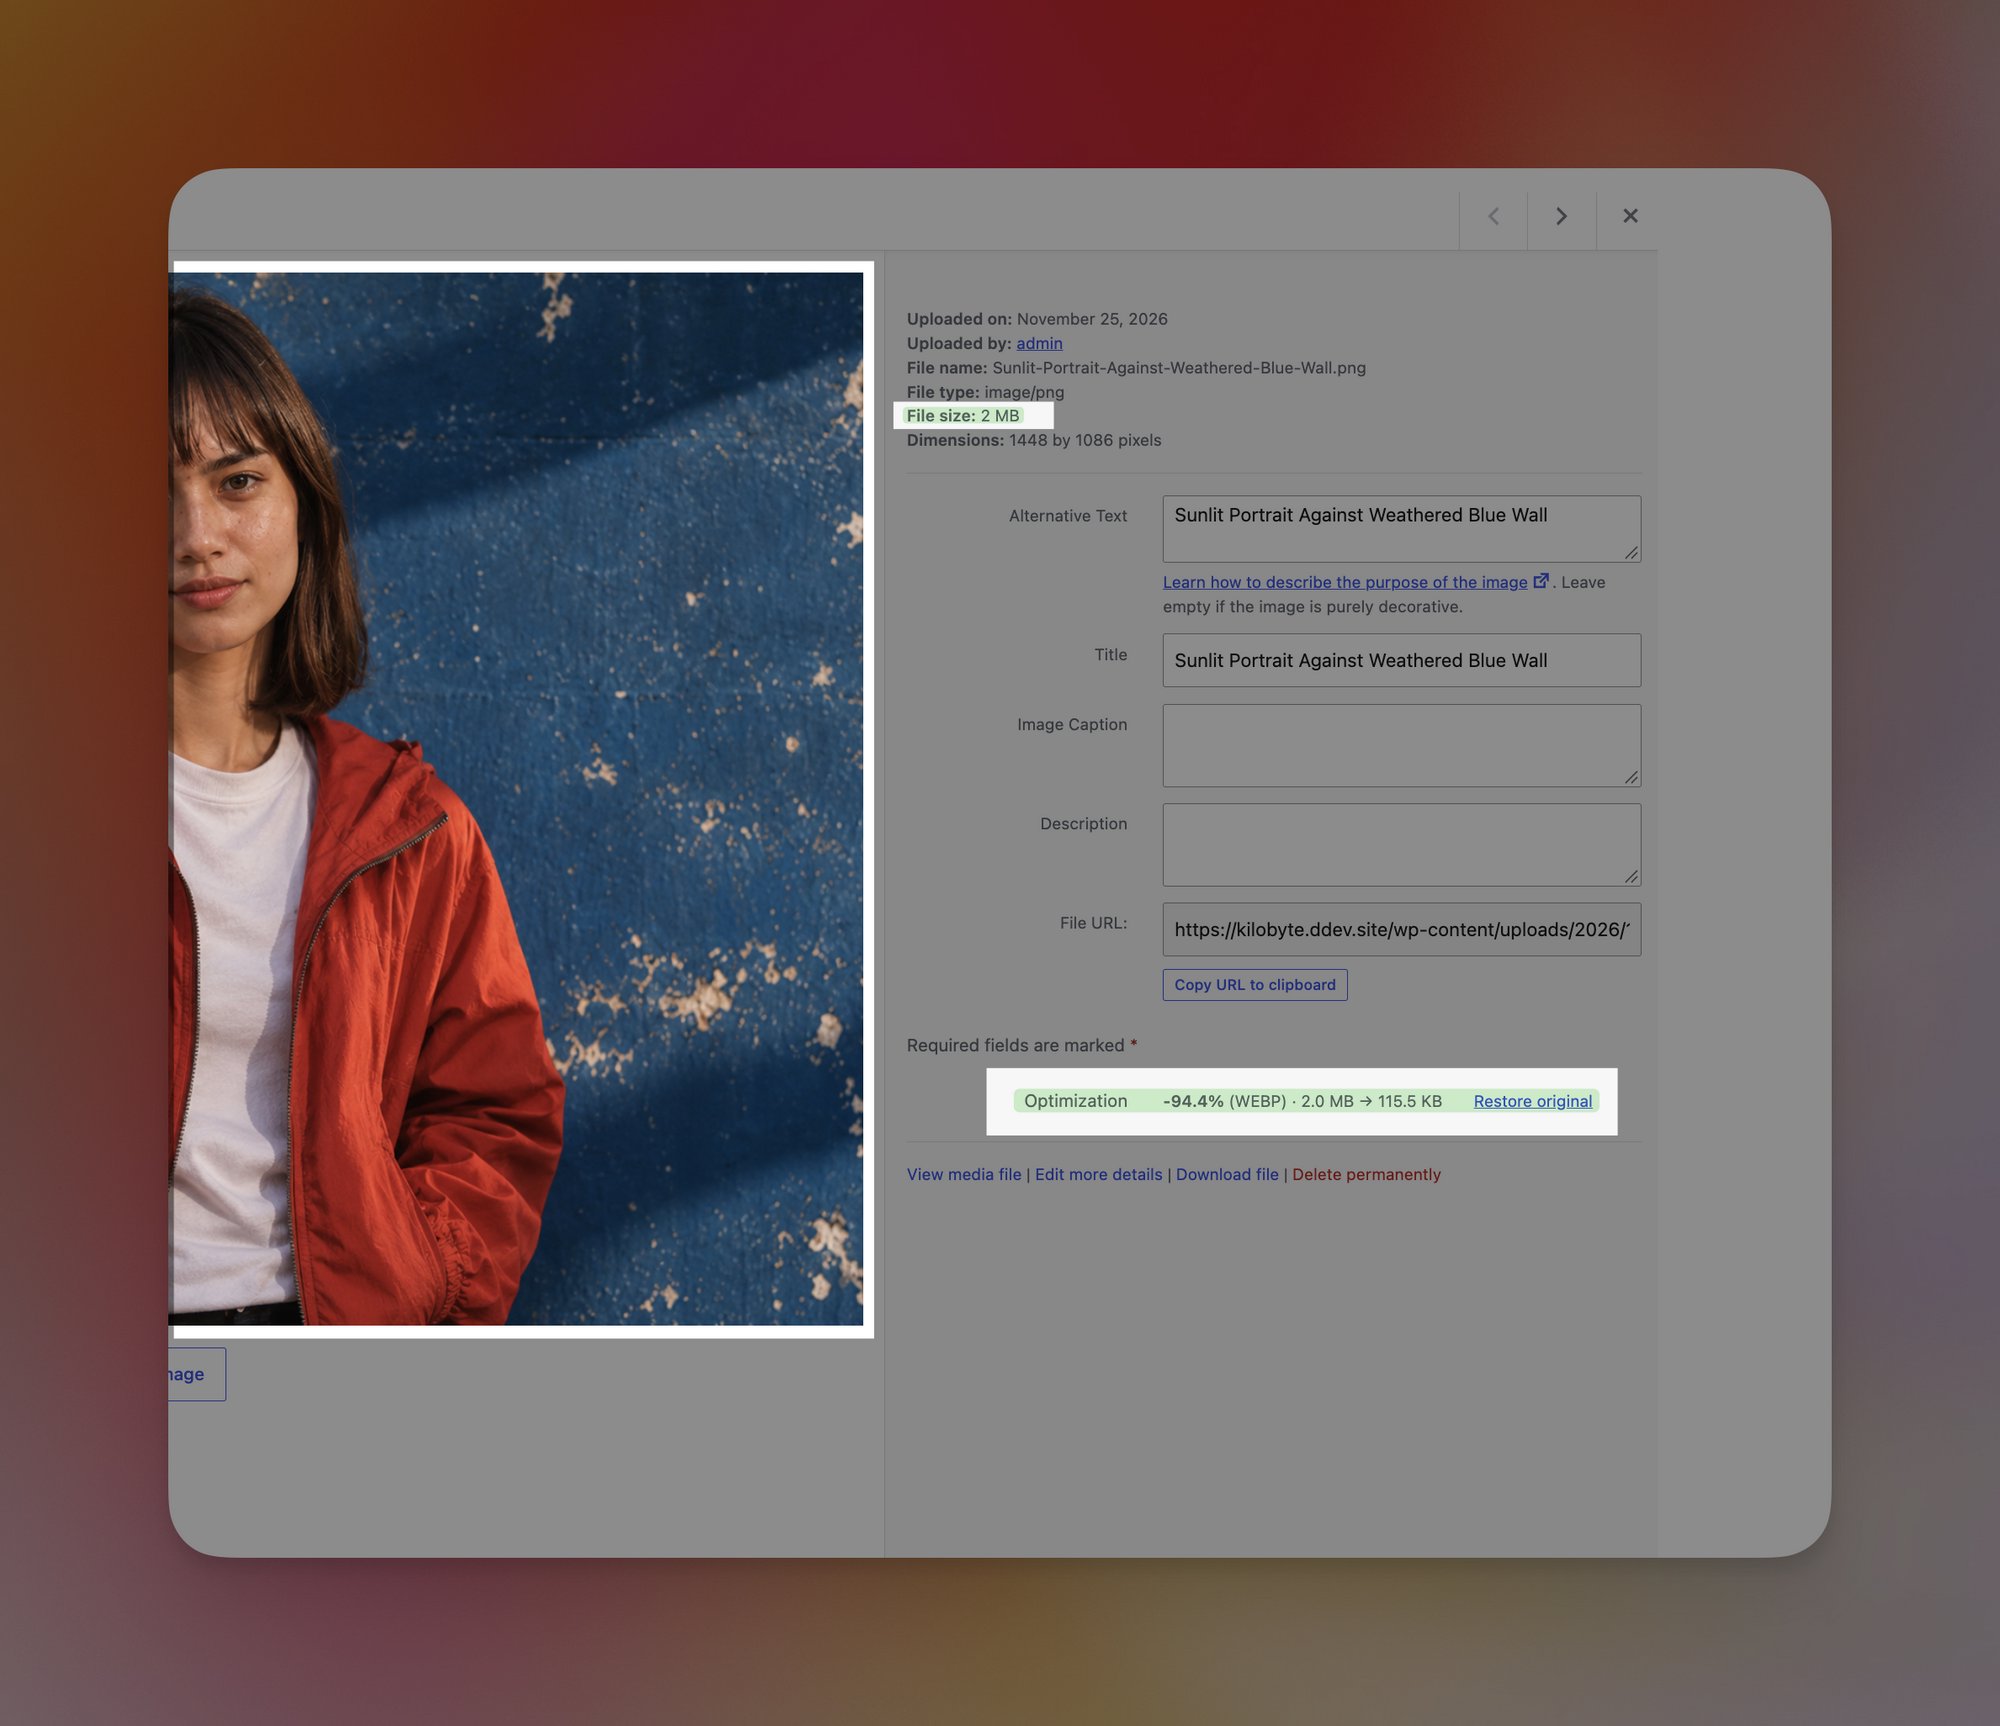 Uploaded on: November 25, 2026
Uploaded by: admin
File name: Sunlit-Portrait-Against-Weathered-Blue-Wall.png
File type: image/png
File size: 2 MB
Dimensions: 1448 by 1086 pixels
Alternative Text
Sunlit Portrait Against Weathered Blue Wall
Learn how to describe the purpose of the image . Leave
empty if the image is purely decorative.
Title
Sunlit Portrait Against Weathered Blue Wall
Image Caption
Description
File URL:
https://kilobyte.ddev.site/wp-content/uploads/2026/
Copy URL to clipboard
Required fields are marked *
Optimization -94.4% (WEBP) · 2.0 MB → 115.5 KB Restore original
View media file | Edit more details | Download file | Delete permanently